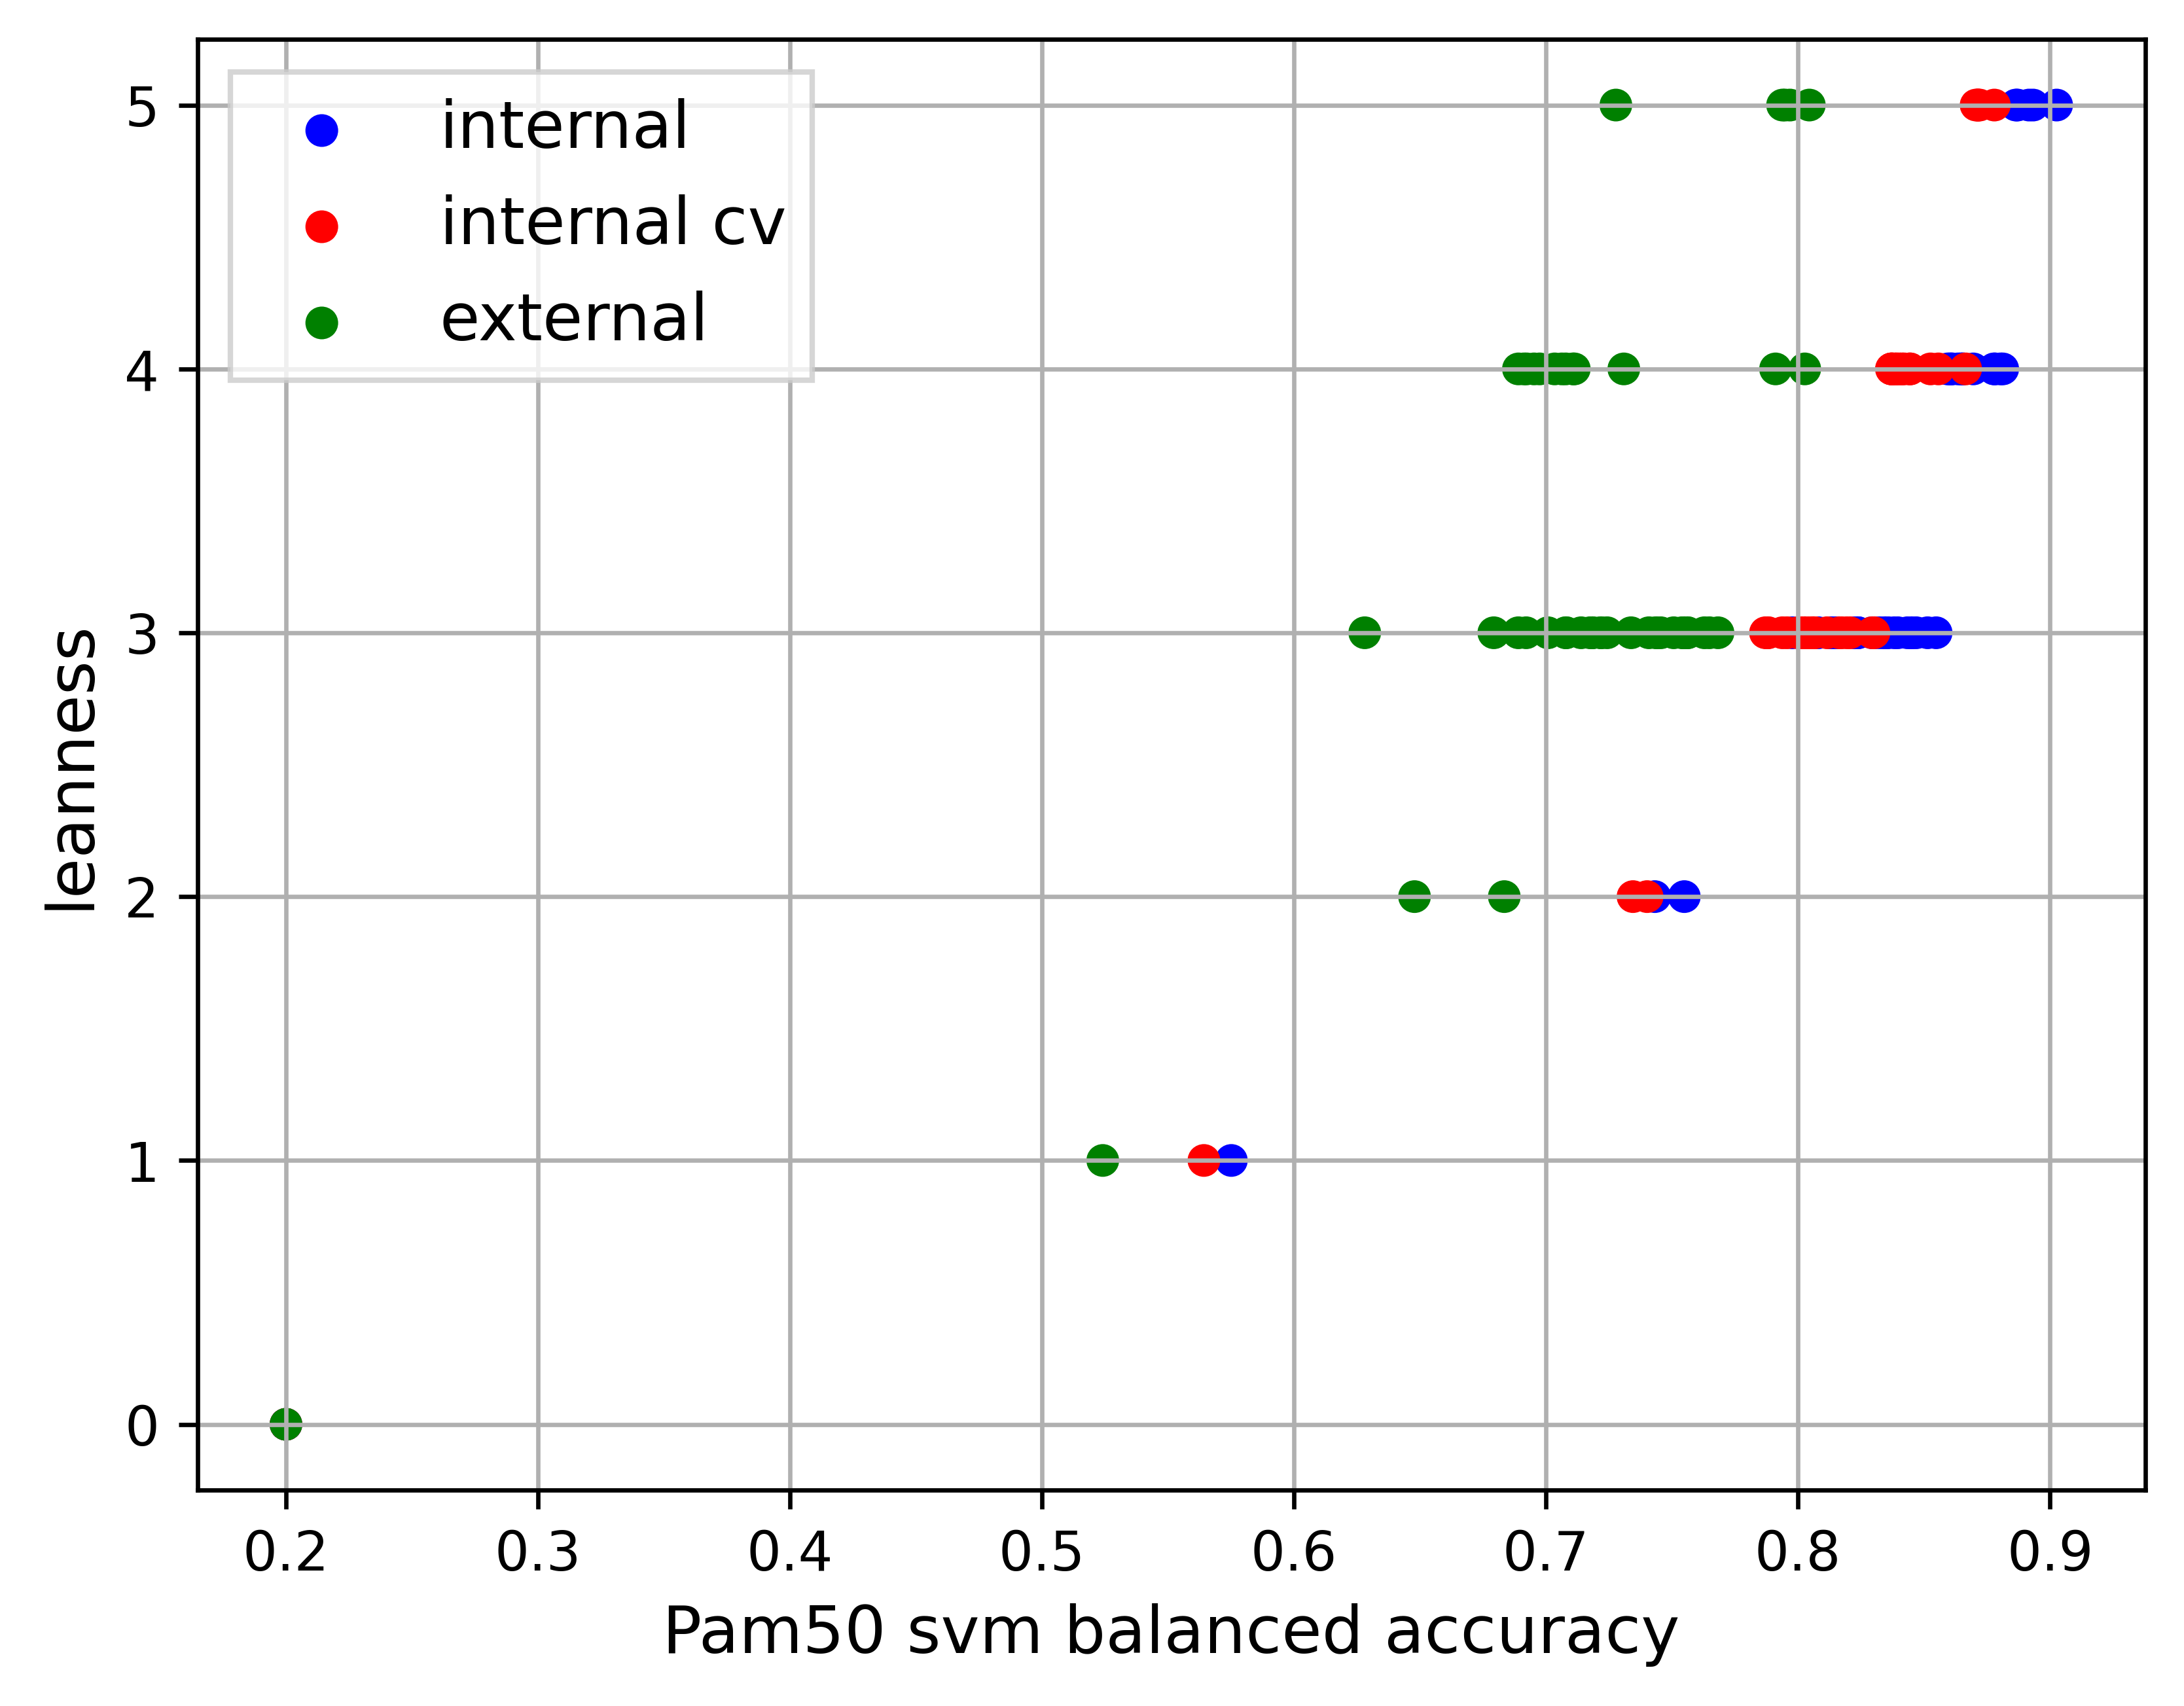 internal
internal cv
external
5
4
3
2
1
0
leanness
0.2 0.3 0.4 0.5 0.6 0.7 0.8 0.9
Pam50 svm balanced accuracy